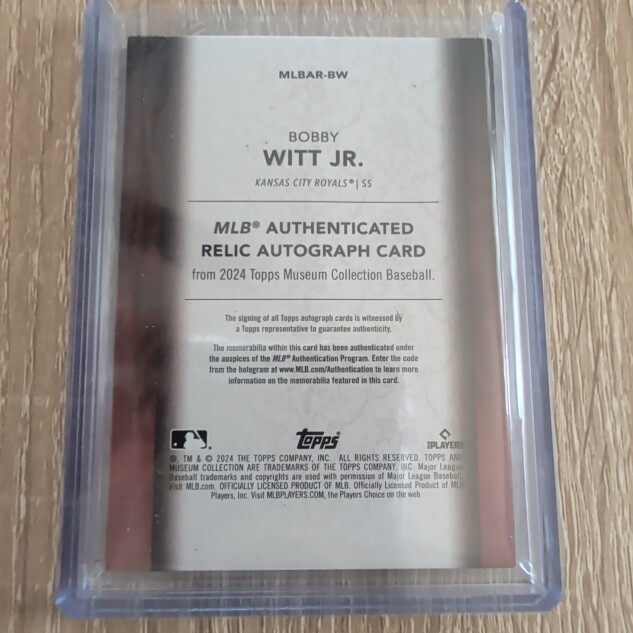 MLBAR-BW
BOBBY
WITT JR.
KANSAS CITY ROYALS® | SS
MLB® AUTHENTICATED
RELIC AUTOGRAPH CARD
from 2024 Topps Museum Collection Baseball.
The signing of all Topps autograph cards is witnessed by
a Topps representative to guarantee authenticity.
The memorabilia within this card has been authenticated under
the auspices of the MLB® Authentication Program. Enter the code
from the hologram at www.MLB.com/Authentication to learn more
information on the memorabilia featured in this card.
Topps
PLAYERS
®, TM & © 2024 THE TOPPS COMPANY, INC. ALL RIGHTS RESERVED. TOPPS AND
MUSEUM COLLECTION ARE TRADEMARKS OF THE TOPPS COMPANY, INC. Major League
Baseball trademarks and copyrights are used with permission of Major League Baseball.
Visit MLB.com. OFFICIALLY LICENSED PRODUCT OF MLB. Officially Licensed Product of MLB
Players, Inc. Visit MLBPLAYERS.COM, the Players Choice on the web.